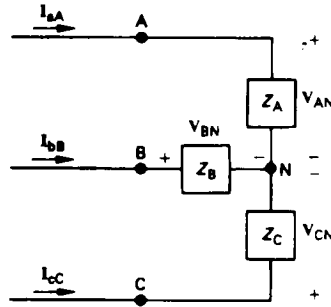 I_aA
A
-+
Z_A
V_AN
V_BN
I_bB
B
+
Z_B
-
N
-
-
Z_C
V_CN
I_cC
C
+